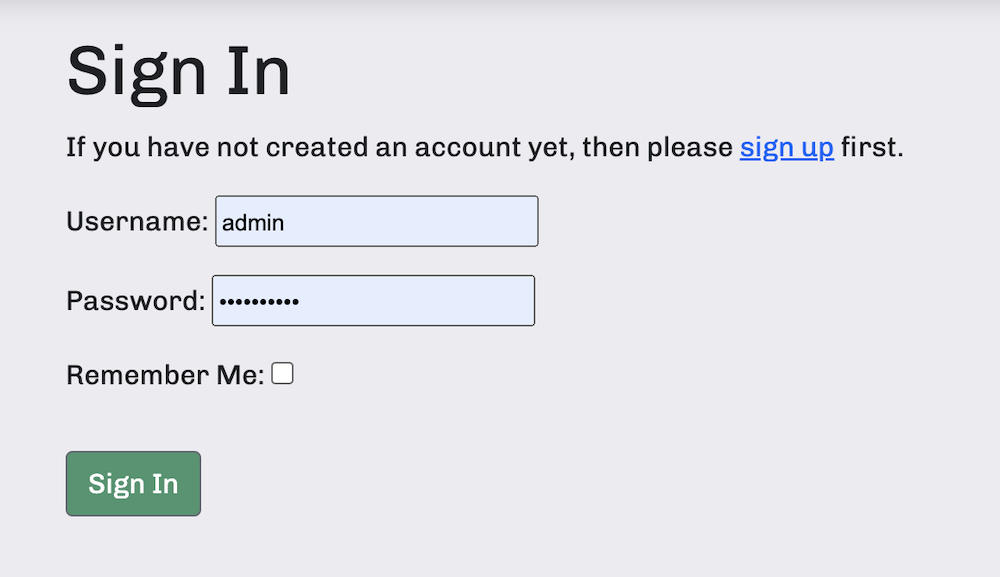 Sign In
If you have not created an account yet, then please sign up first.
Username: admin
Password: ••••••••••
Remember Me:
Sign In